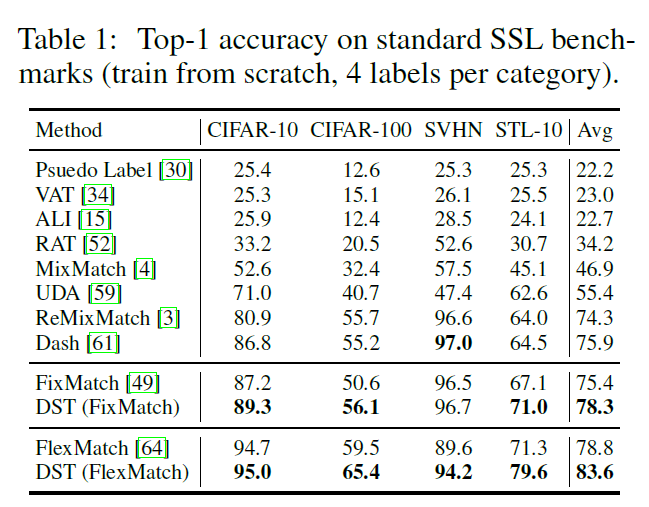 Table 1: Top-1 accuracy on standard SSL bench-
marks (train from scratch, 4 labels per category).
Method CIFAR-10 CIFAR-100 SVHN STL-10 Avg
Psuedo Label [30] 25.4 12.6 25.3 25.3 22.2
VAT [34] 25.3 15.1 26.1 25.5 23.0
ALI [15] 25.9 12.4 28.5 24.1 22.7
RAT [52] 33.2 20.5 52.6 30.7 34.2
MixMatch [4] 52.6 32.4 57.5 45.1 46.9
UDA [59] 71.0 40.7 47.4 62.6 55.4
ReMixMatch [3] 80.9 55.7 96.6 64.0 74.3
Dash [61] 86.8 55.2 97.0 64.5 75.9
FixMatch [49] 87.2 50.6 96.5 67.1 75.4
DST (FixMatch) 89.3 56.1 96.7 71.0 78.3
FlexMatch [64] 94.7 59.5 89.6 71.3 78.8
DST (FlexMatch) 95.0 65.4 94.2 79.6 83.6